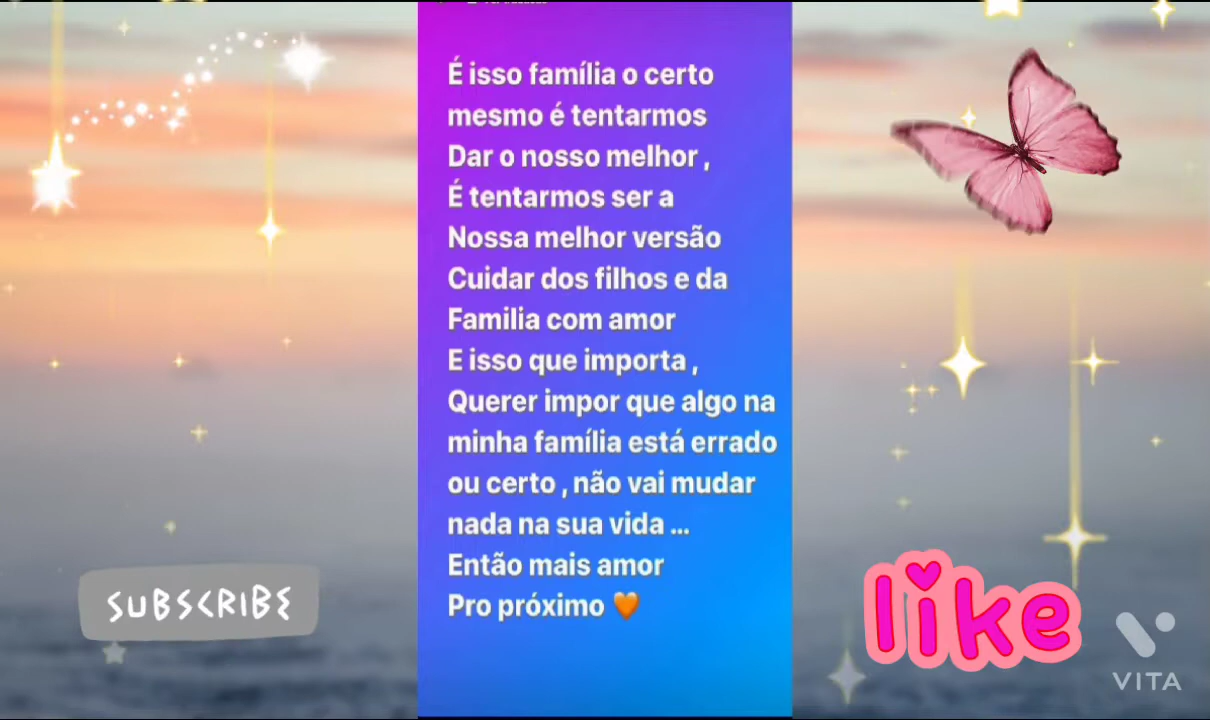 É isso família o certo
mesmo é tentarmos
Dar o nosso melhor ,
É tentarmos ser a
Nossa melhor versão
Cuidar dos filhos e da
Familia com amor
E isso que importa ,
Querer impor que algo na
minha família está errado
ou certo , não vai mudar
nada na sua vida ...
Então mais amor
Pro próximo 🧡
SUBSCRIBE
like
VITA